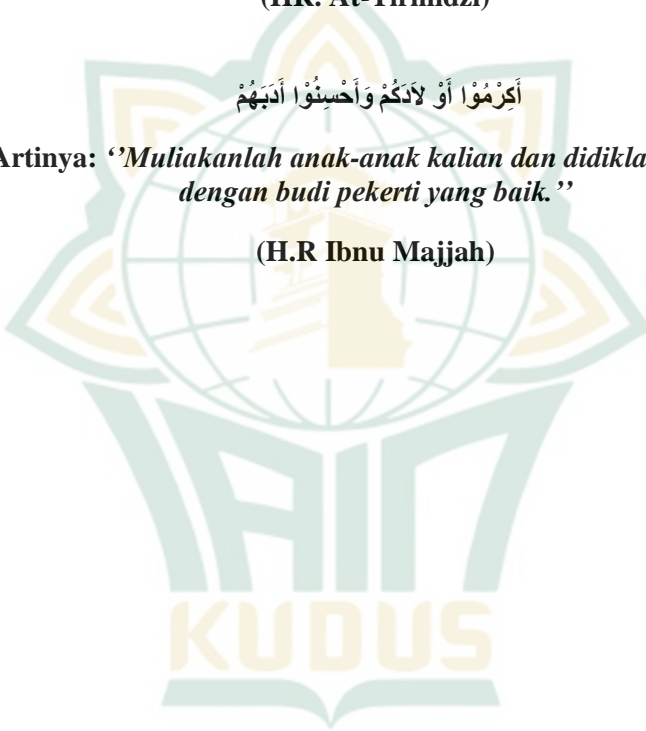 (HR. At-Tirmidzi)
أَكِرْمُوْا أَوْ لاَدَكُمْ وَأَحْسِنُوْا أَدَبَهُمْ
Artinya: ‘’Muliakanlah anak-anak kalian dan didikla
dengan budi pekerti yang baik.’’
(H.R Ibnu Majjah)
IAIN
KUDUS